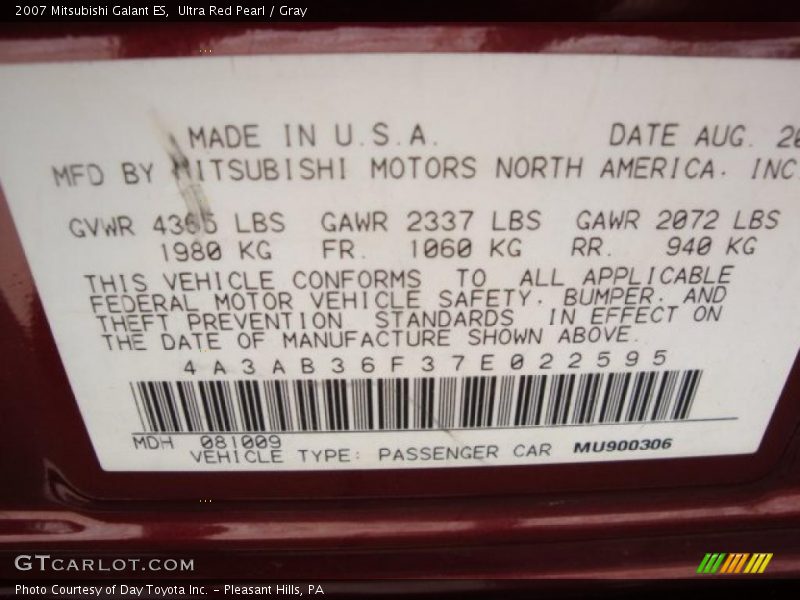 2007 Mitsubishi Galant ES,  Ultra Red Pearl / Gray
MADE IN U.S.A. DATE AUG.
MFD BY MITSUBISHI MOTORS NORTH AMERICA. INC
GVWR 4365 LBS GAWR 2337 LBS GAWR 2072 LBS
1980 KG FR. 1060 KG RR. 940 KG
THIS VEHICLE CONFORMS TO ALL APPLICABLE
FEDERAL MOTOR VEHICLE SAFETY. BUMPER. AND
THEFT PREVENTION STANDARDS IN EFFECT ON
THE DATE OF MANUFACTURE SHOWN ABOVE.
4A3AB36F37E022595
MDH 081009
VEHICLE TYPE: PASSENGER CAR MU900306
GTCARLOT.COM
Photo Courtesy of Day Toyota Inc. - Pleasant Hills, PA